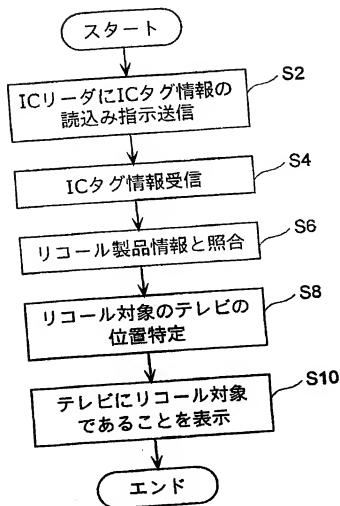 スタート
ICリーダにICタグ情報の
読込み指示送信
S2
ICタグ情報受信
S4
リコール製品情報と照合
S6
リコール対象のテレビの
位置特定
S8
テレビにリコール対象
であることを表示
S10
エンド